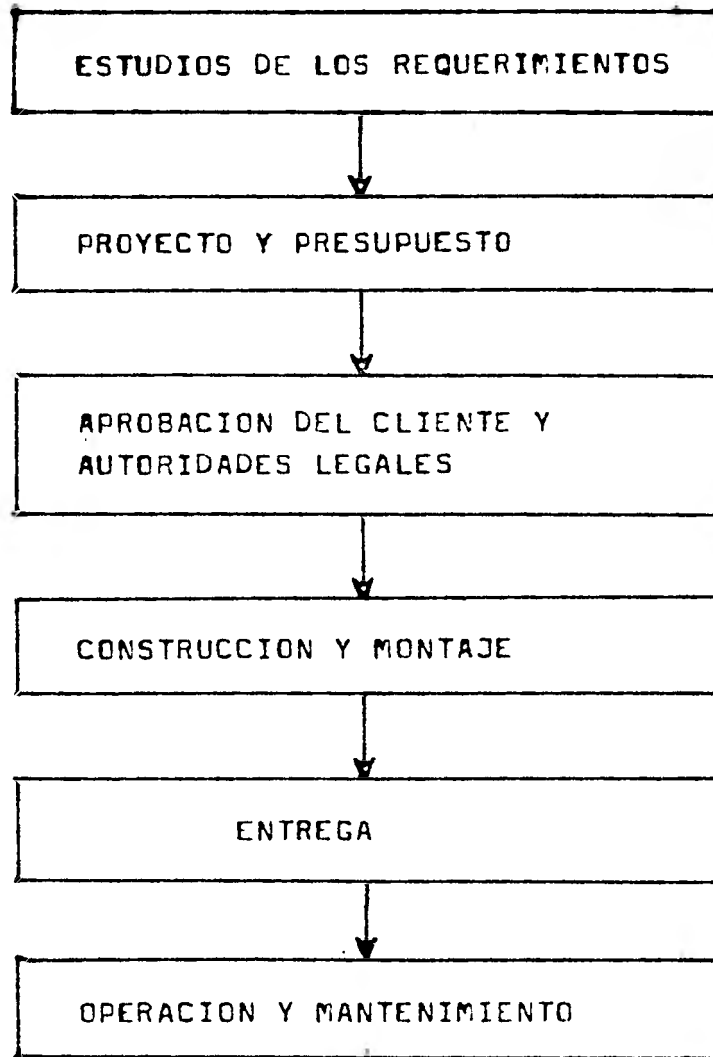 ESTUDIOS DE LOS REQUERIMIENTOS
PROYECTO Y PRESUPUESTO
APROBACION DEL CLIENTE Y
AUTORIDADES LEGALES
CONSTRUCCION Y MONTAJE
ENTREGA
OPERACION Y MANTENIMIENTO